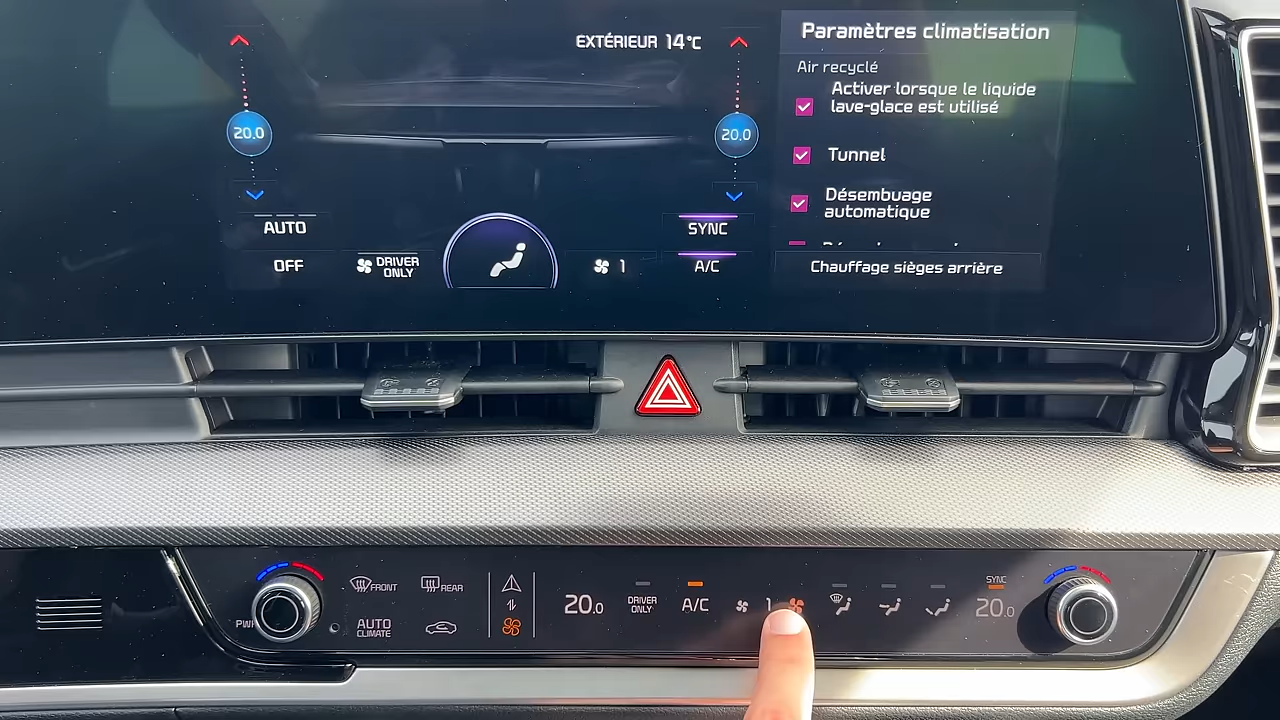 EXTÉRIEUR 14°C
20.0
20.0
AUTO
SYNC
OFF
DRIVER
ONLY
1
A/C
Paramètres climatisation
Air recyclé
Activer lorsque le liquide
lave-glace est utilisé
Tunnel
Désembuage
automatique
Chauffage sièges arrière
FRONT
REAR
AUTO
CLIMATE
20.0
DRIVER
ONLY
A/C
1
SYNC
20.0